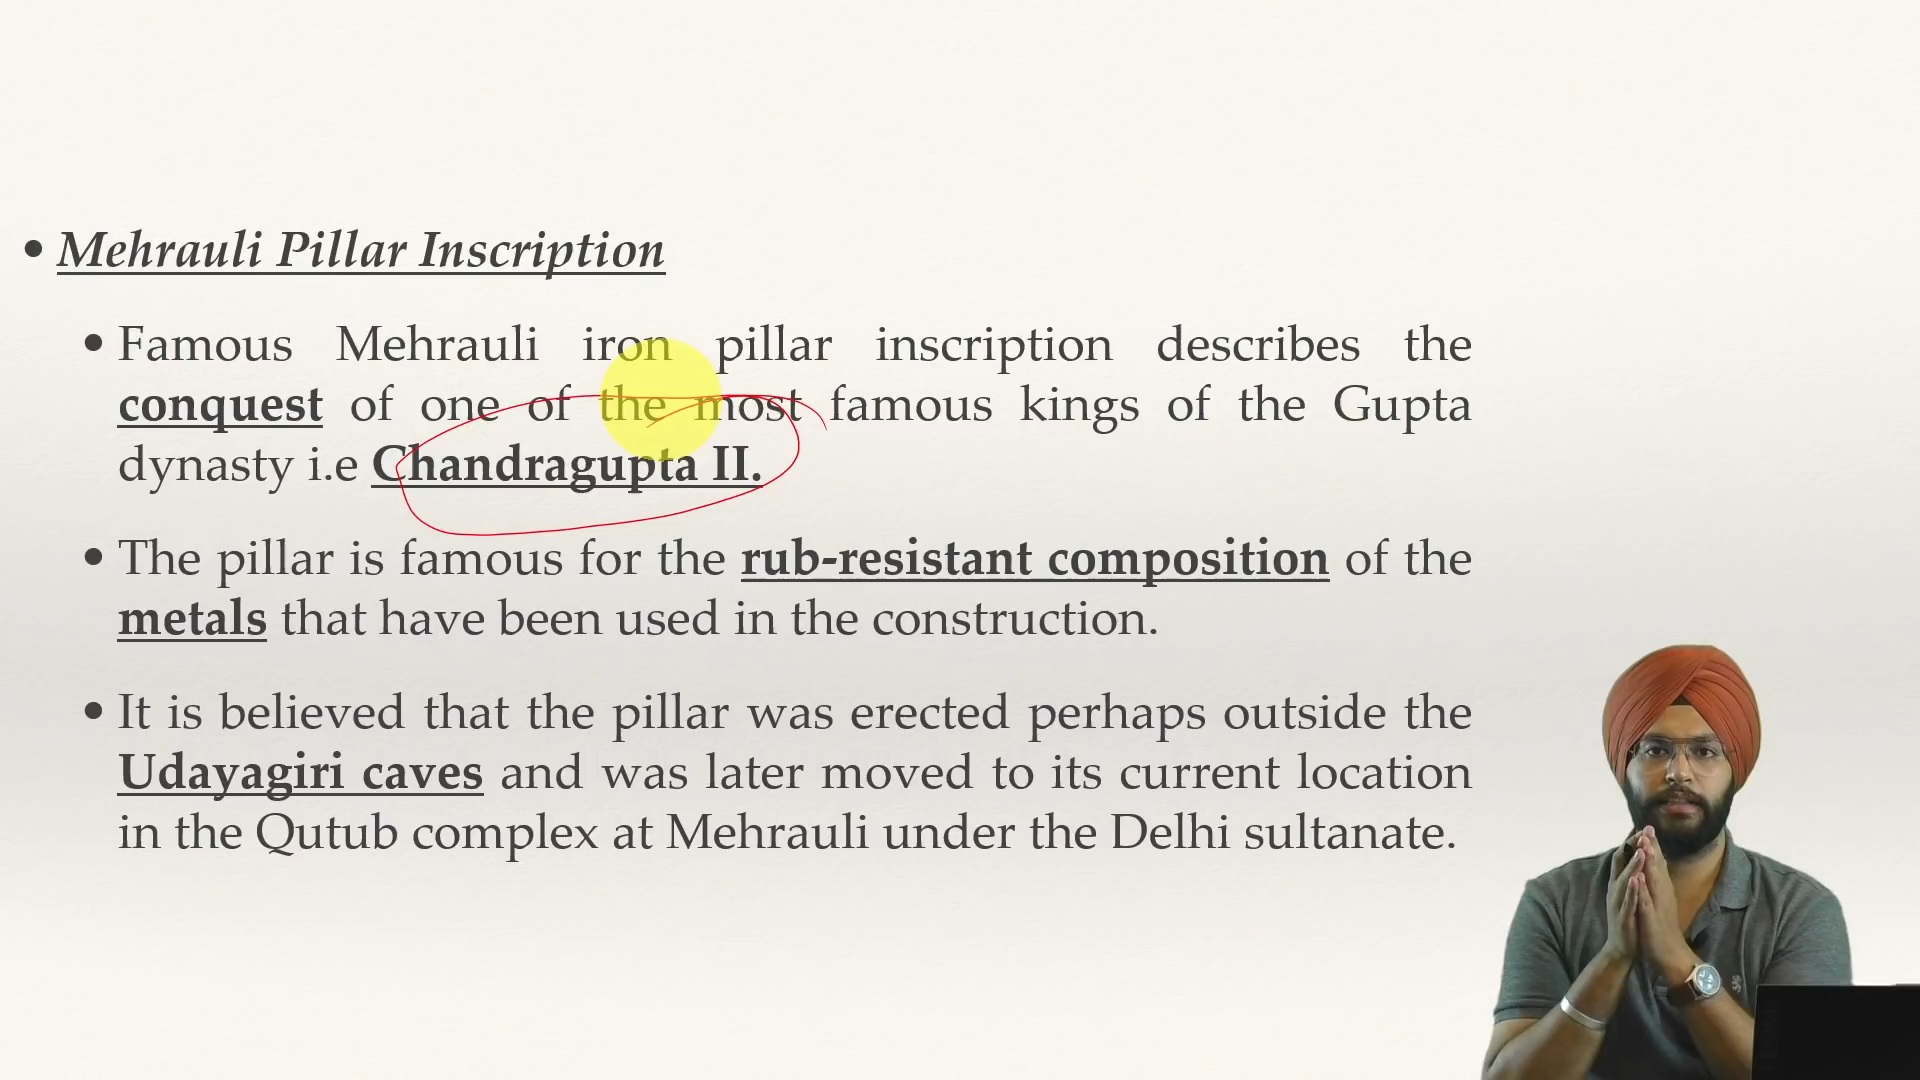 • Mehrauli Pillar Inscription
• Famous Mehrauli iron pillar inscription describes the
conquest of one of the most famous kings of the Gupta
dynasty i.e Chandragupta II.
• The pillar is famous for the rub-resistant composition of the
metals that have been used in the construction.
• It is believed that the pillar was erected perhaps outside the
Udayagiri caves and was later moved to its current location
in the Qutub complex at Mehrauli under the Delhi sultanate.